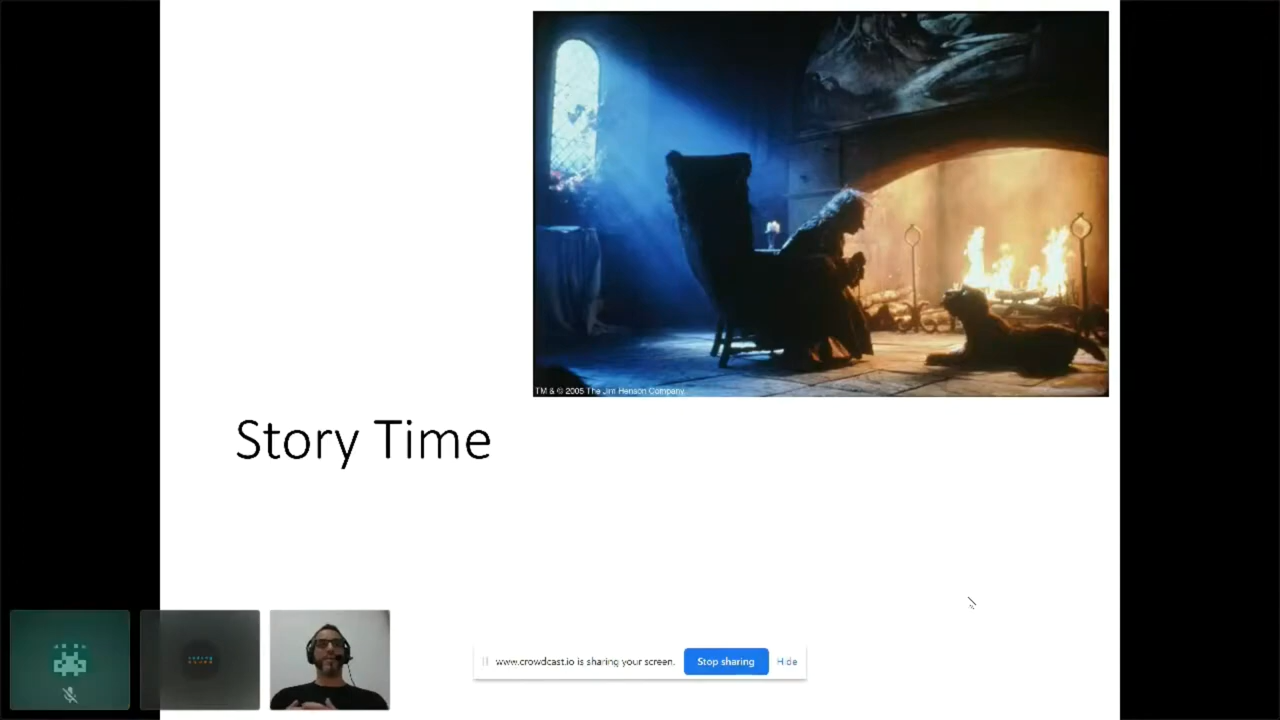 TM & © 2005 The Jim Henson Company
Story Time
www.crowdcast.io is sharing your screen.
Stop sharing
Hide